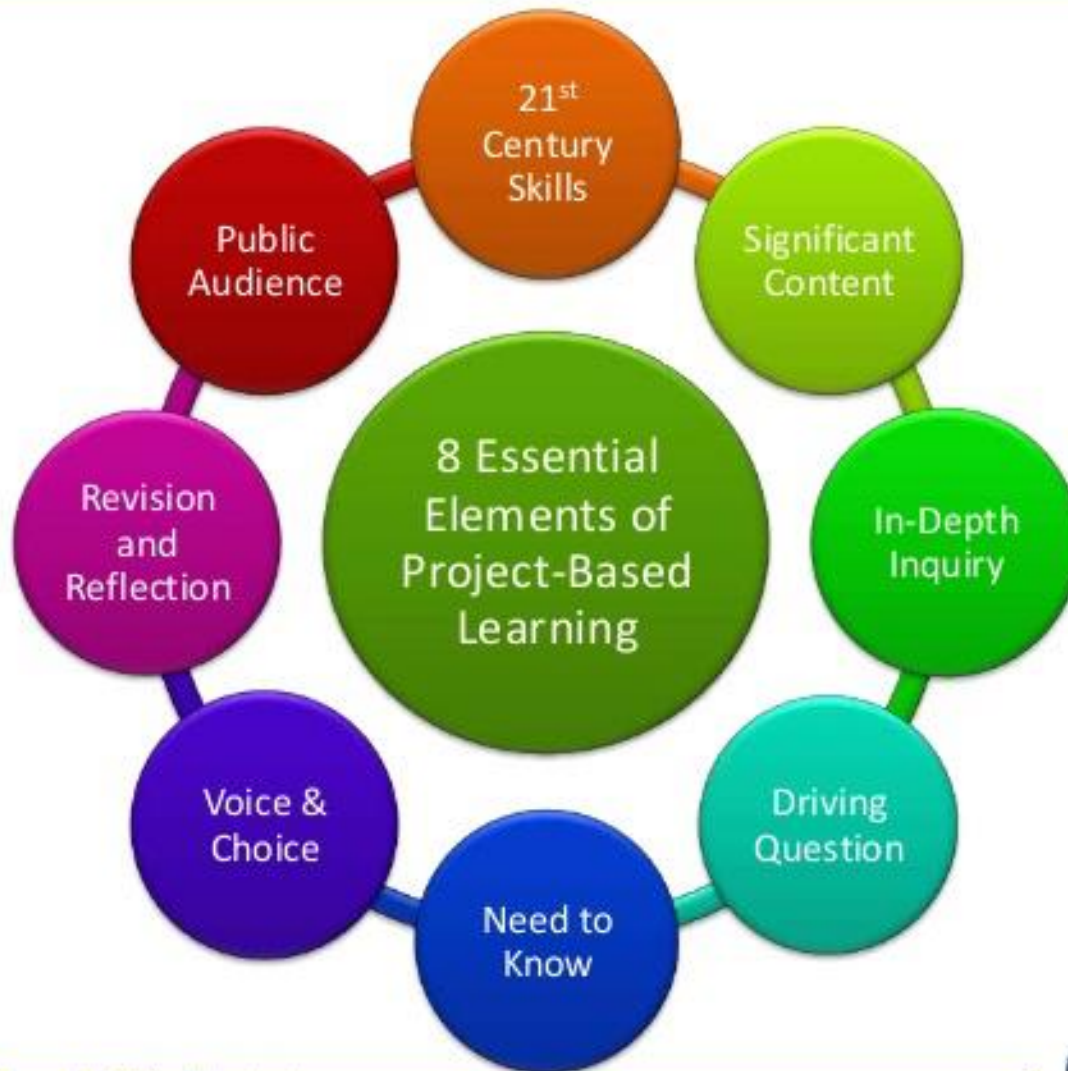 21st
Century
Skills
Significant
Content
In-Depth
Inquiry
Driving
Question
Need to
Know
Voice &
Choice
Revision
and
Reflection
Public
Audience
8 Essential
Elements of
Project-Based
Learning